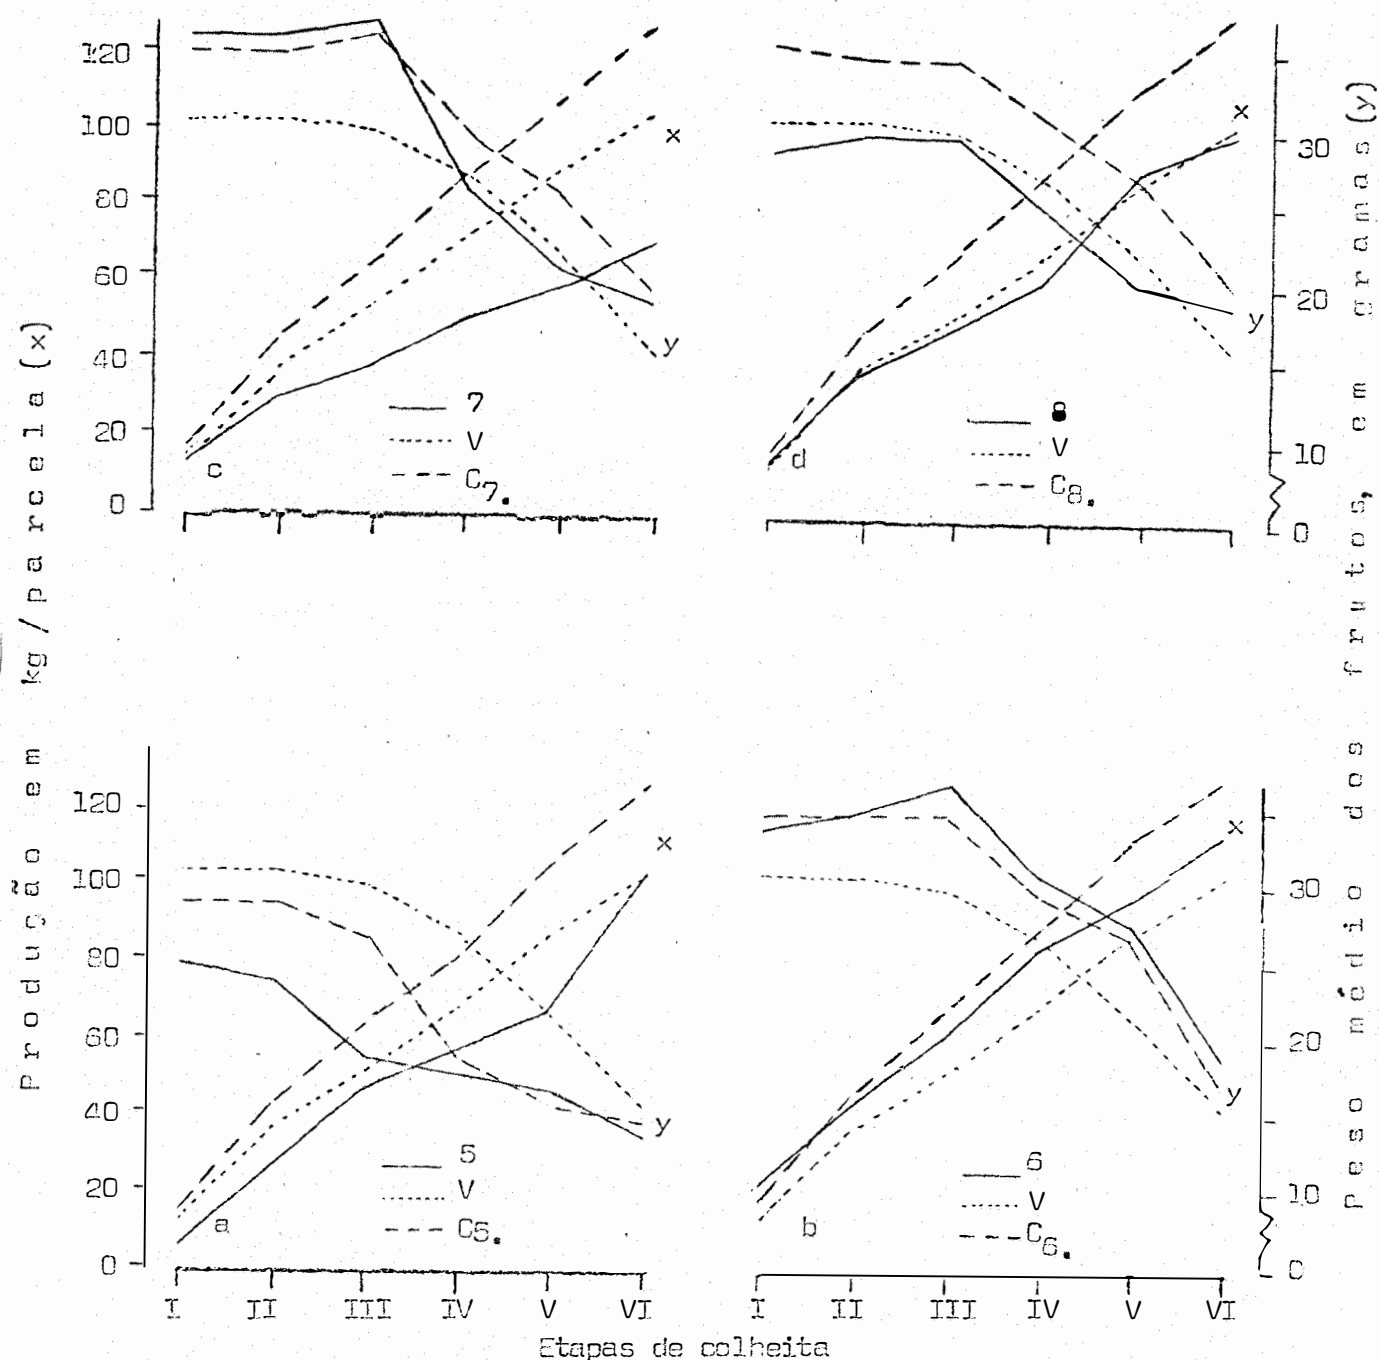 120
100
80
60
40
20
0
c
7
V
C7.
x
y
d
8
V
C8.
x
y
30
20
10
0
Produção em kg/parcela (x)
Peso médio dos frutos, em gramas (y)
120
100
80
60
40
20
0
a
5
V
C5.
x
y
b
6
V
C6.
x
y
30
20
10
0
I II III IV V VI
I II III IV V VI
Etapas de colheita